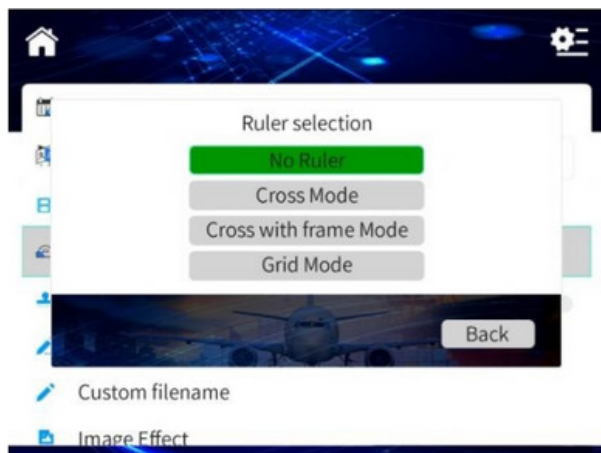 Ruler selection
No Ruler
Cross Mode
Cross with frame Mode
Grid Mode
Back
Custom filename
Image Effect